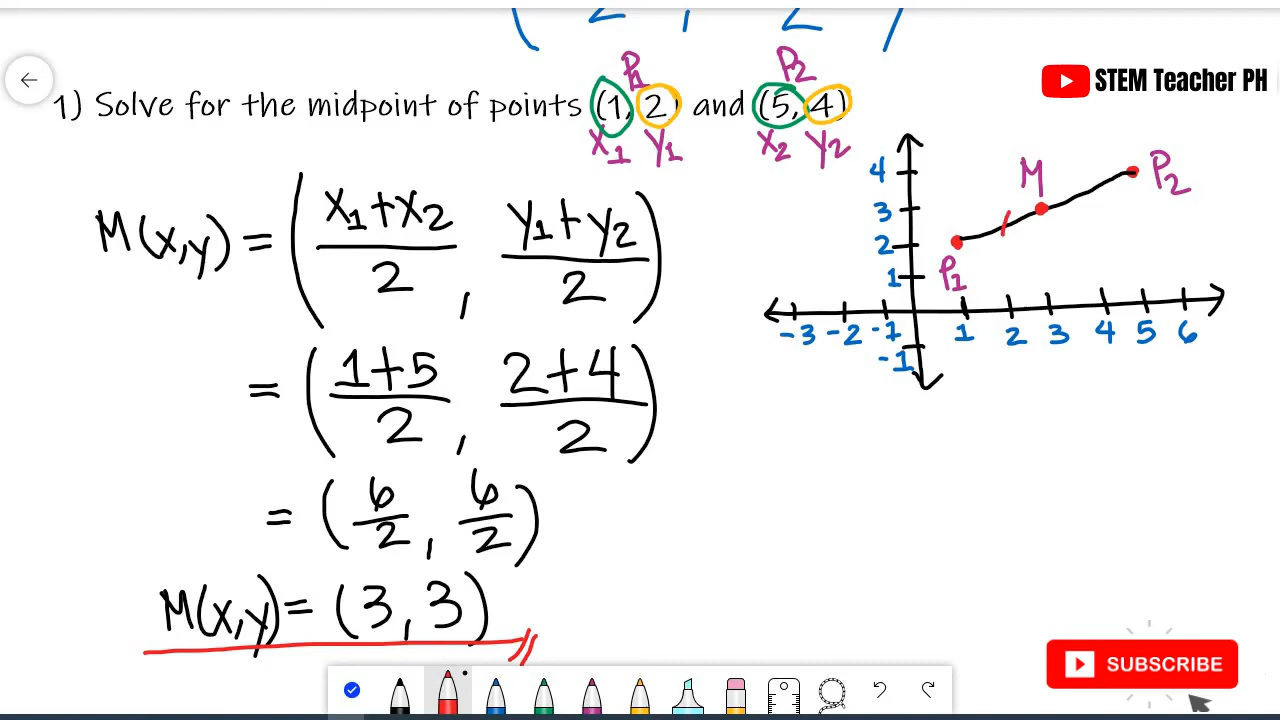 ( 2 , 2 )
P1 P2
STEM Teacher PH
1) Solve for the midpoint of points (1, 2) and (5, 4)
X1 Y1 X2 Y2
M(x,y) = (X1+X2/2, Y1+Y2/2)
= (1+5/2, 2+4/2)
= (6/2, 6/2)
M(x,y) = (3,3)
M P2
4
3
2
P1
1
-3 -2 -1 1 2 3 4 5 6
-1
SUBSCRIBE